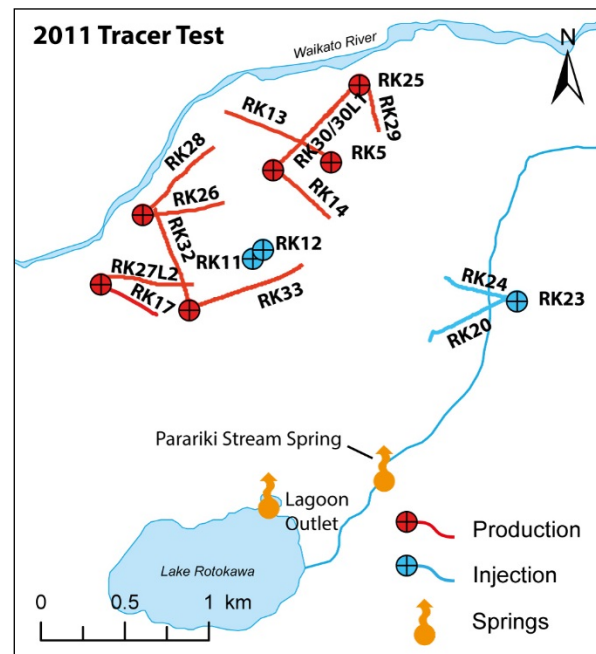 2011 Tracer Test
Waikato River
N
RK25
RK13
RK30/30L1
RK29
RK28
RK5
RK14
RK26
RK32
RK12
RK11
RK27L2
RK33
RK17
RK24
RK23
RK20
Parariki Stream Spring
Lagoon
Outlet
Production
Lake Rotokawa
Injection
0 0.5 1 km
Springs